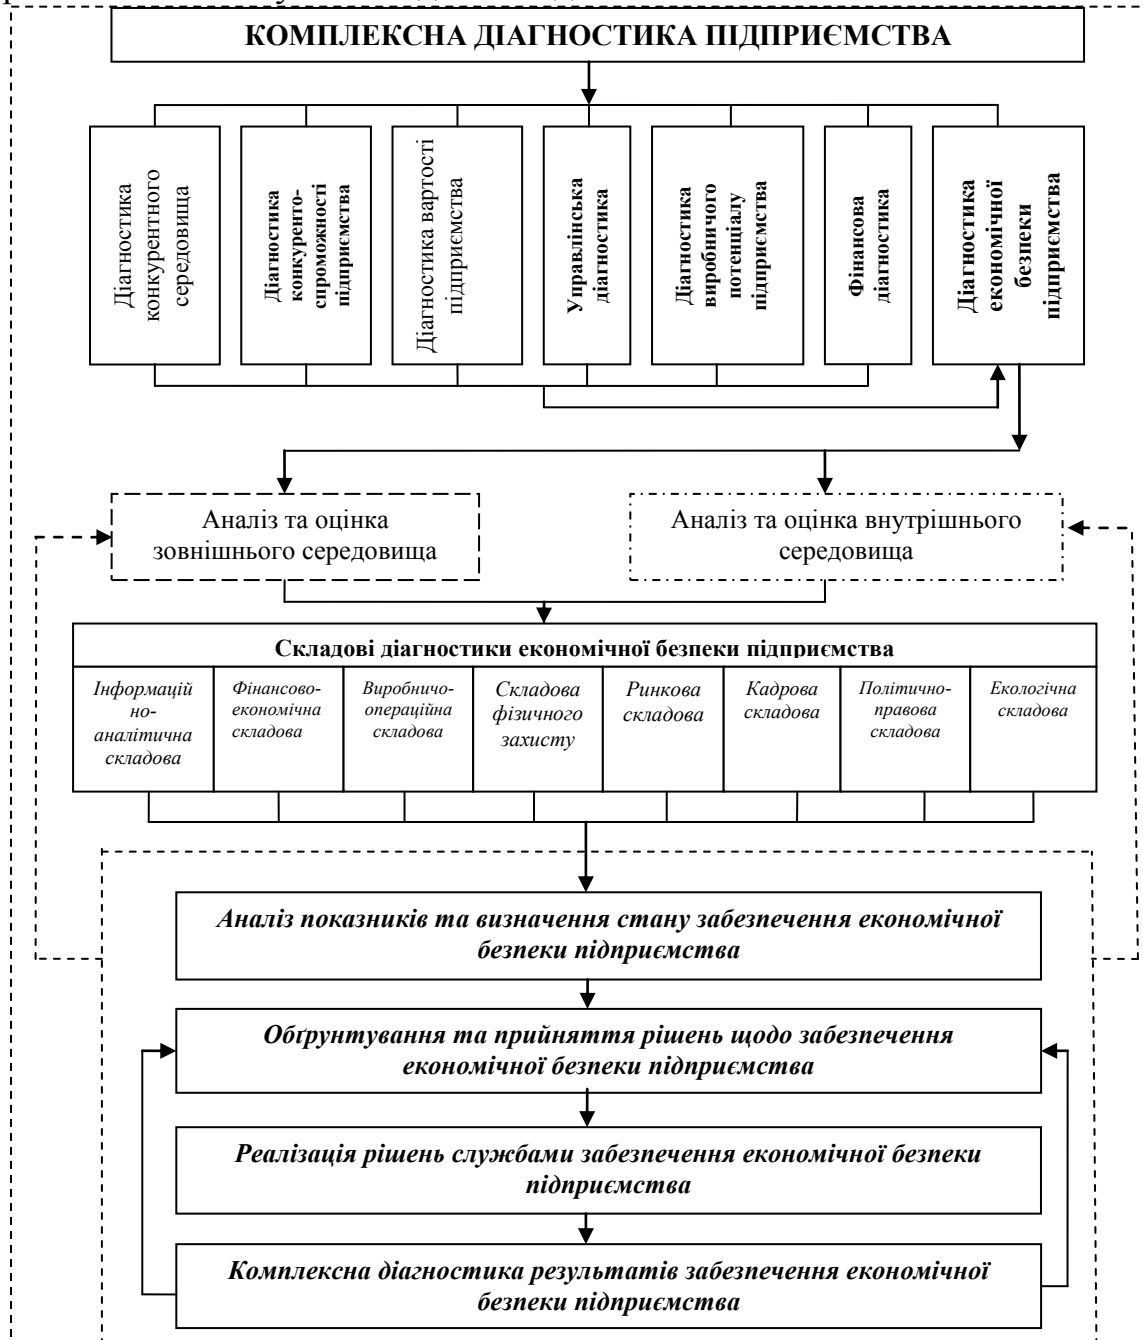 КОМПЛЕКСНА ДІАГНОСТИКА ПІДПРИЄМСТВА
Діагностика
конкурентного
середовища
Діагностика
конкуренто-
спроможності
підприємства
Діагностика вартості
підприємства
Управлінська
діагностика
Діагностика
виробничого
потенціалу
підприємства
Фінансова
діагностика
Діагностика
економічної
безпеки
підприємства
Аналіз та оцінка
зовнішнього середовища
Аналіз та оцінка внутрішнього
середовища
Складові діагностики економічної безпеки підприємства
Інформацій
но-
аналітична
складова
Фінансово-
економічна
складова
Виробничо-
операційна
складова
Складова
фізичного
захисту
Ринкова
складова
Кадрова
складова
Політично-
правова
складова
Екологічна
складова
Аналіз показників та визначення стану забезпечення економічної
безпеки підприємства
Обґрунтування та прийняття рішень щодо забезпечення
економічної безпеки підприємства
Реалізація рішень службами забезпечення економічної безпеки
підприємства
Комплексна діагностика результатів забезпечення економічної
безпеки підприємства